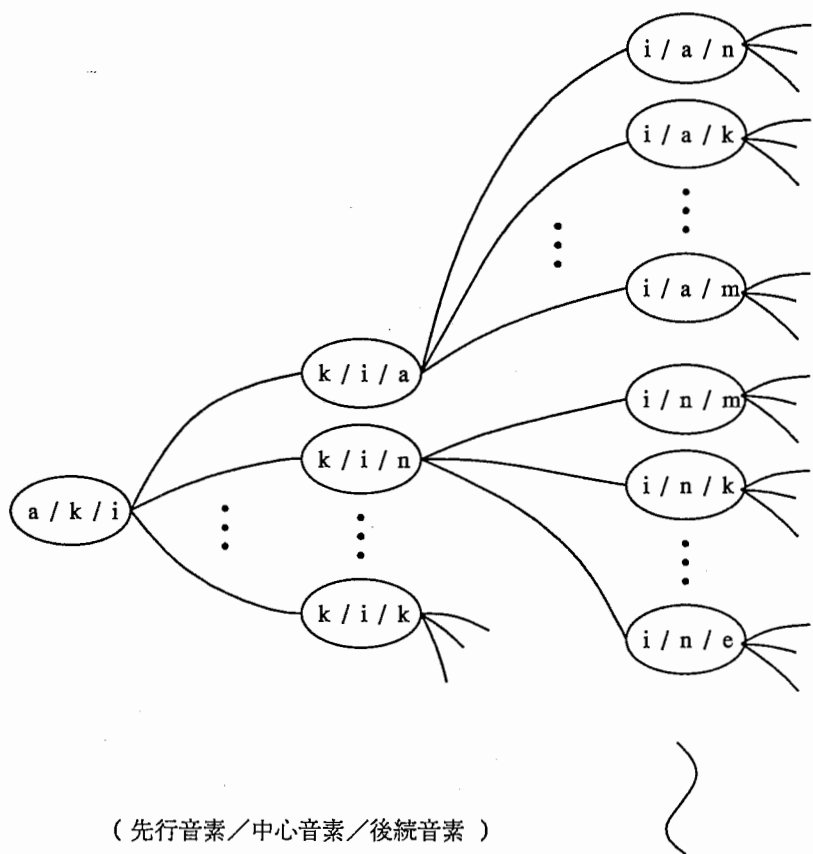 i / a / n
i / a / k
i / a / m
k / i / a
i / n / m
k / i / n
i / n / k
a / k / i
k / i / k
i / n / e
( 先行音素／中心音素／後続音素 )